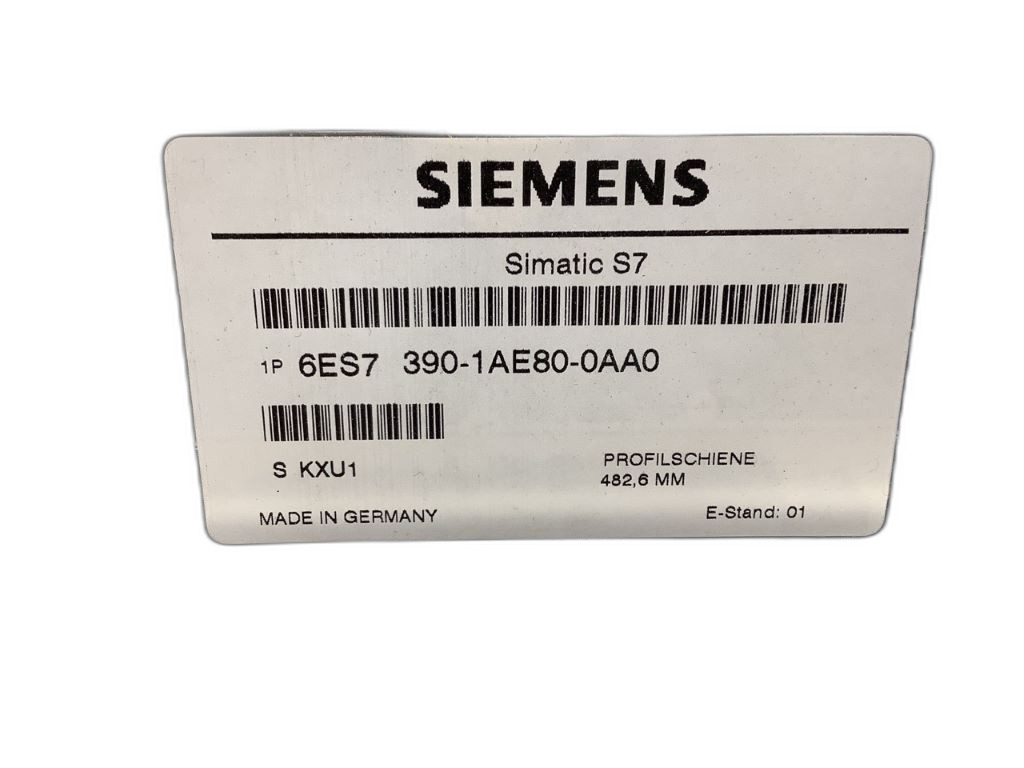 SIEMENS
Simatic S7
1P 6ES7 390-1AE80-0AA0
S KXU1
PROFILSCHIENE
482,6 MM
MADE IN GERMANY
E-Stand: 01